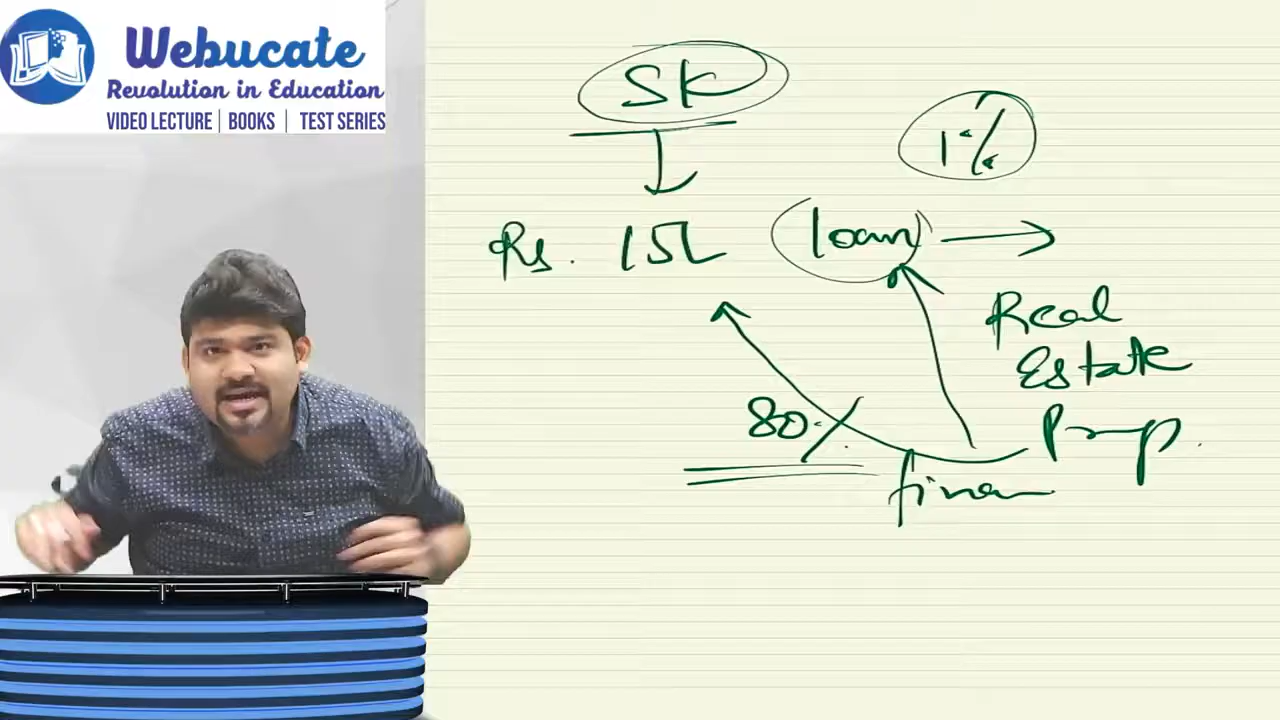 Webucate
Revolution in Education
VIDEO LECTURE | BOOKS | TEST SERIES
SK
1%
Rs. 15L loan
Real
Estate
80%
Prop.
finan